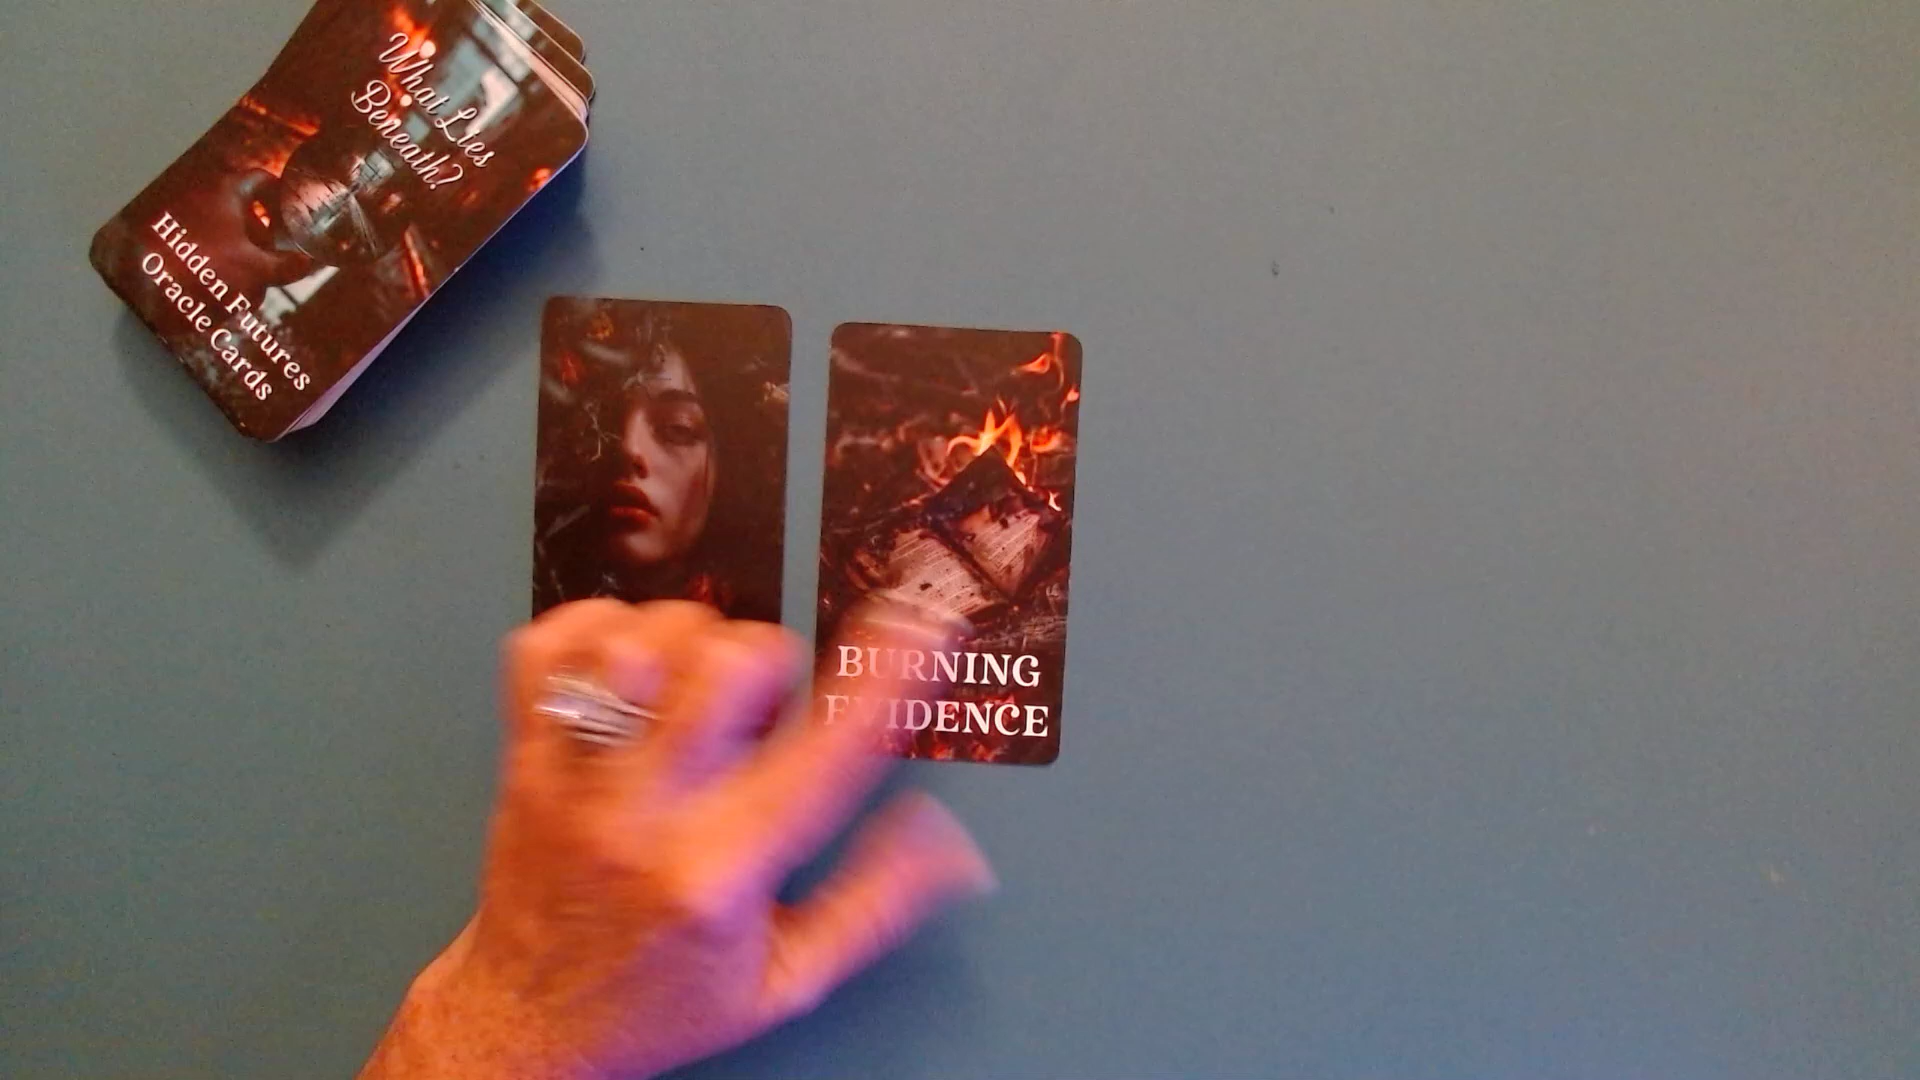 What Lies
Beneath?
Hidden Futures
Oracle Cards
BURNING
EVIDENCE